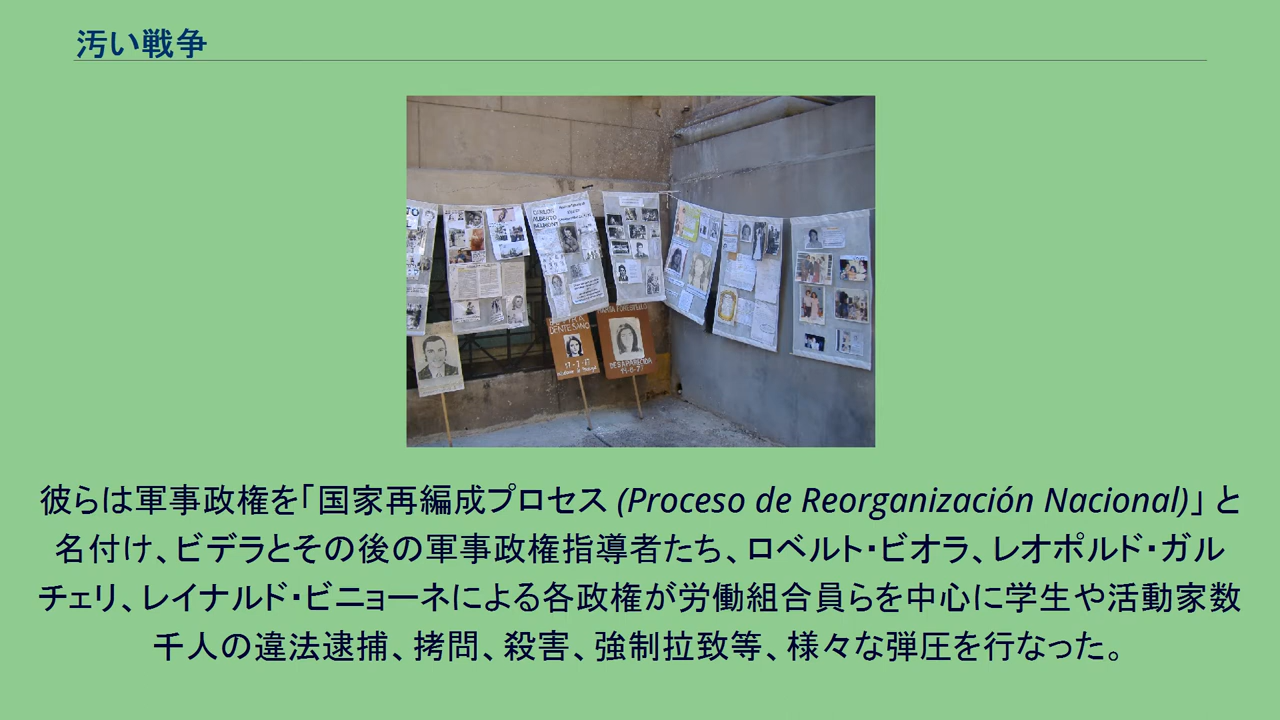 汚い戦争
CARLOS
ALBERTO
DENTESANO
DESAPARECIDA
彼らは軍事政権を「国家再編成プロセス (Proceso de Reorganización Nacional)」 と
名付け、ビデラとその後の軍事政権指導者たち、ロベルト・ビオラ、レオポルド・ガル
チェリ、レイナルド・ビニョーネによる各政権が労働組合員らを中心に学生や活動家数
千人の違法逮捕、拷問、殺害、強制拉致等、様々な弾圧を行なった。